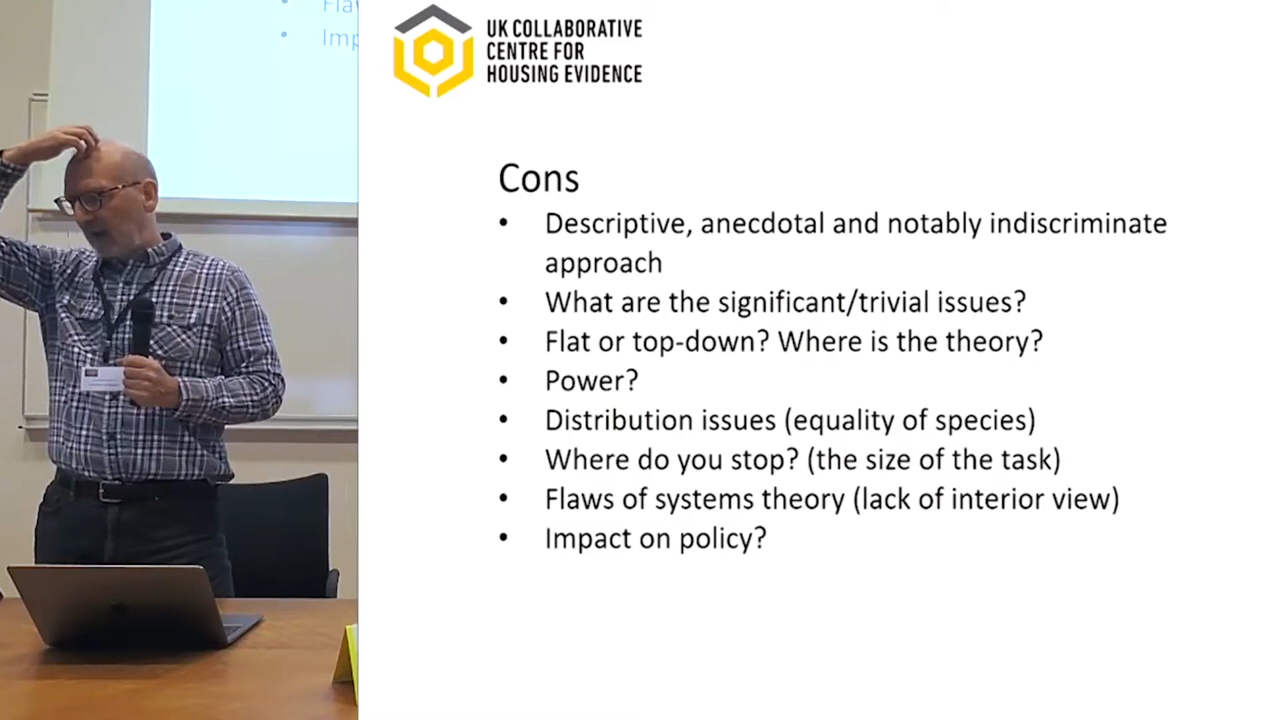 Fla
Imp
UK COLLABORATIVE
CENTRE FOR
HOUSING EVIDENCE
Cons
• Descriptive, anecdotal and notably indiscriminate
approach
• What are the significant/trivial issues?
• Flat or top-down? Where is the theory?
• Power?
• Distribution issues (equality of species)
• Where do you stop? (the size of the task)
• Flaws of systems theory (lack of interior view)
• Impact on policy?